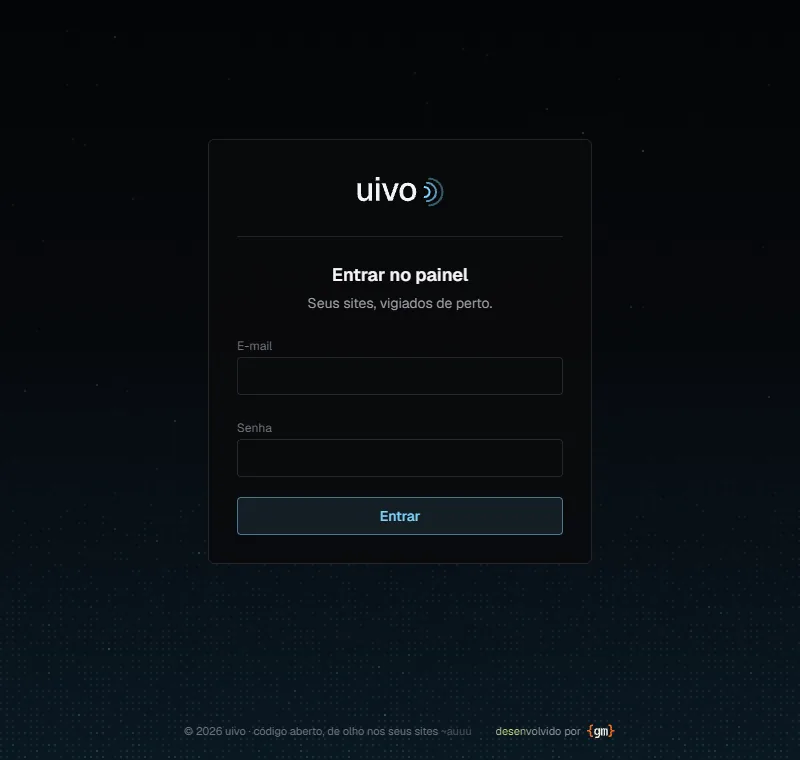 uivo
Entrar no painel
Seus sites, vigiados de perto.
E-mail
Senha
Entrar
© 2026 uivo · código aberto, de olho nos seus sites ~auuu
desenvolvido por {gm}